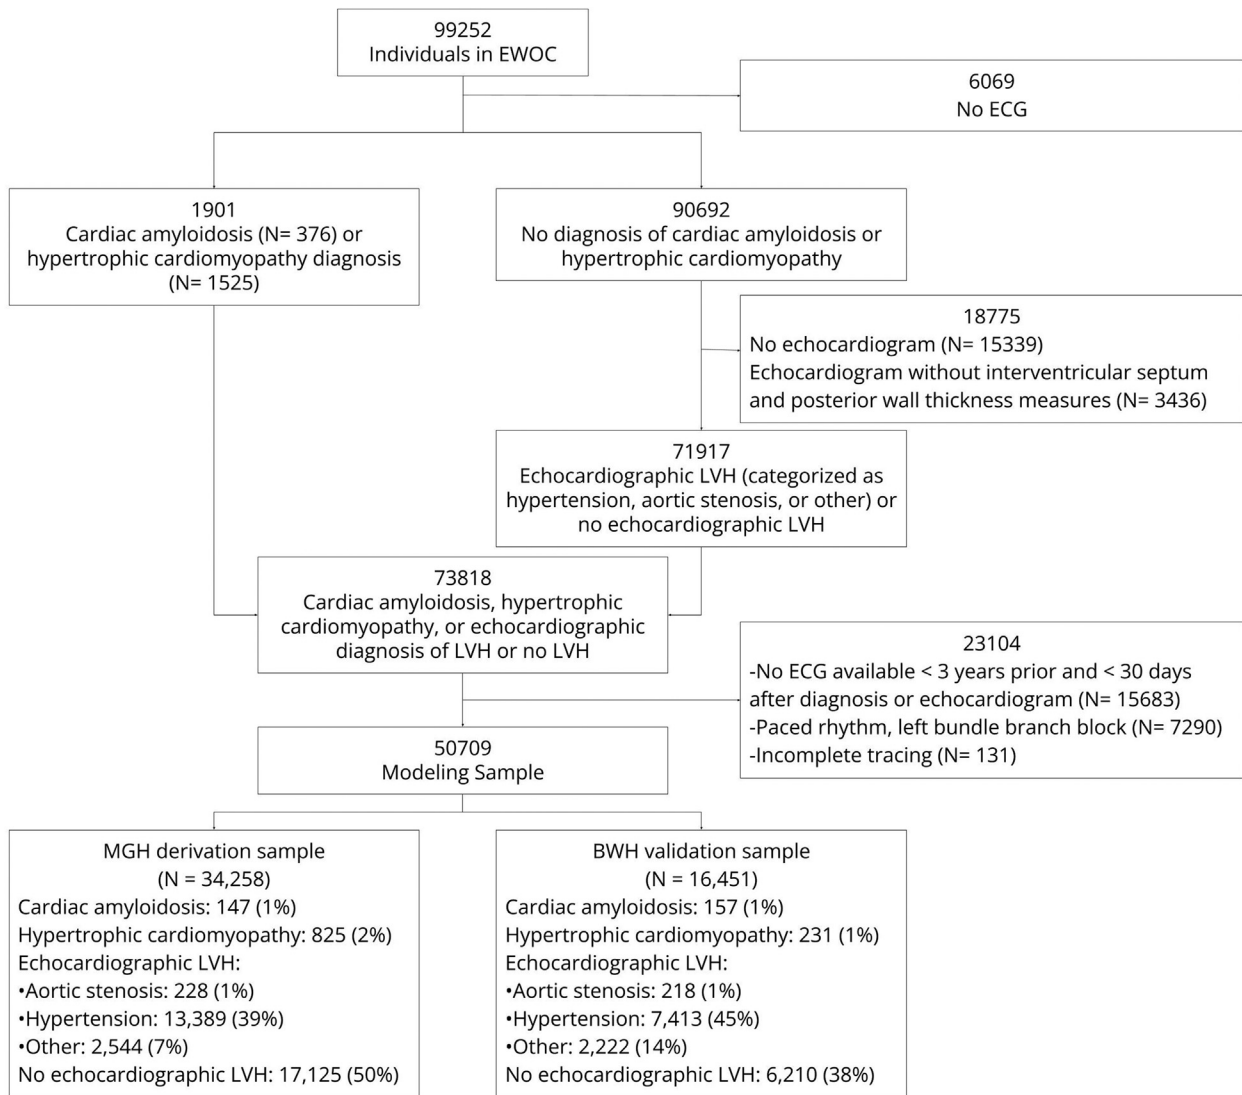 99252
Individuals in EWOC
6069
No ECG
1901
Cardiac amyloidosis (N= 376) or
hypertrophic cardiomyopathy diagnosis
(N= 1525)
90692
No diagnosis of cardiac amyloidosis or
hypertrophic cardiomyopathy
18775
No echocardiogram (N= 15339)
Echocardiogram without interventricular septum
and posterior wall thickness measures (N= 3436)
71917
Echocardiographic LVH (categorized as
hypertension, aortic stenosis, or other) or
no echocardiographic LVH
73818
Cardiac amyloidosis, hypertrophic
cardiomyopathy, or echocardiographic
diagnosis of LVH or no LVH
23104
-No ECG available < 3 years prior and < 30 days
after diagnosis or echocardiogram (N= 15683)
-Paced rhythm, left bundle branch block (N= 7290)
-Incomplete tracing (N= 131)
50709
Modeling Sample
MGH derivation sample
(N = 34,258)
Cardiac amyloidosis: 147 (1%)
Hypertrophic cardiomyopathy: 825 (2%)
Echocardiographic LVH:
•Aortic stenosis: 228 (1%)
•Hypertension: 13,389 (39%)
•Other: 2,544 (7%)
No echocardiographic LVH: 17,125 (50%)
BWH validation sample
(N = 16,451)
Cardiac amyloidosis: 157 (1%)
Hypertrophic cardiomyopathy: 231 (1%)
Echocardiographic LVH:
•Aortic stenosis: 218 (1%)
•Hypertension: 7,413 (45%)
•Other: 2,222 (14%)
No echocardiographic LVH: 6,210 (38%)